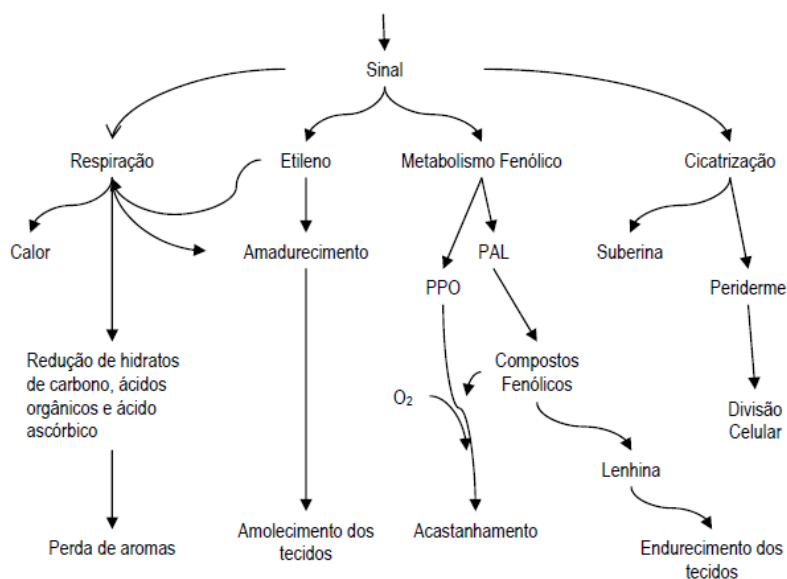 Sinal
Respiração
Etileno
Metabolismo Fenólico
Cicatrização
Calor
Amadurecimento
PAL
Suberina
PPO
Periderme
Redução de hidratos
de carbono, ácidos
orgânicos e ácido
ascórbico
Compostos
Fenólicos
O₂
Divisão
Celular
Lenhina
Perda de aromas
Amolecimento dos
tecidos
Acastanhamento
Endurecimento dos
tecidos